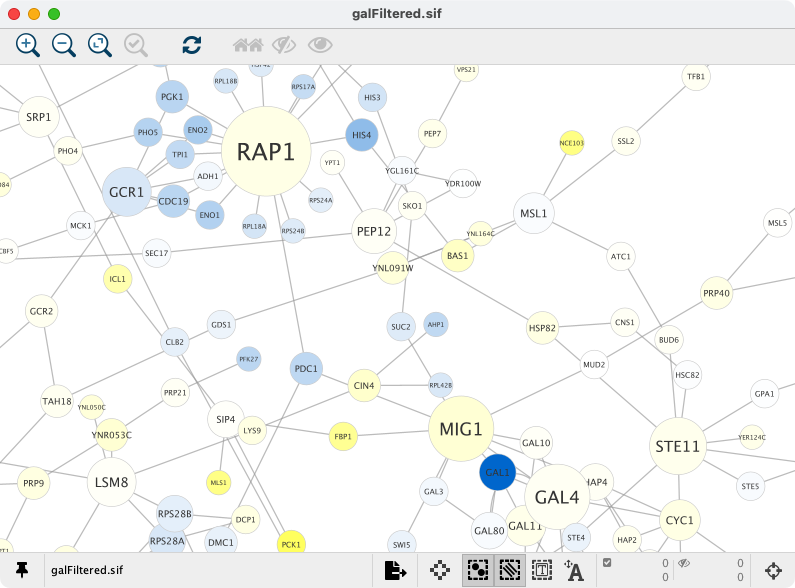 galFiltered.sif
VPS21
TFB1
RPL18B
RPS17A
PGK1
HIS3
SRP1
PHO5
ENO2
HIS4
PEP7
NCE103
SSL2
PHO4
TPI1
RAP1
YPT1
ADH1
YGL161C
YDR100W
GCR1
CDC19
ENO1
RPS24A
SKO1
MSL1
MCK1
RPL18A
RPS24B
PEP12
YNL164C
MSL5
SEC17
BAS1
ATC1
ICL1
YNL091W
PRP40
GCR2
GDS1
SUC2
AHP1
HSP82
CNS1
CLB2
BUD6
PFK27
PDC1
MUD2
HSC82
CIN4
RPL42B
PRP21
GPA1
TAH18
YNL050C
SIP4
LYS9
MIG1
YNR053C
FBP1
GAL10
STE11
YER124C
GAL1
PRP9
LSM8
MLS1
GAL3
GAL4
HAP4
STE5
RPS28B
DCP1
GAL80
GAL11
CYC1
RPS28A
DMC1
PCK1
SWI5
STE4
HAP2
galFiltered.sif
T
A
0
0
0
0